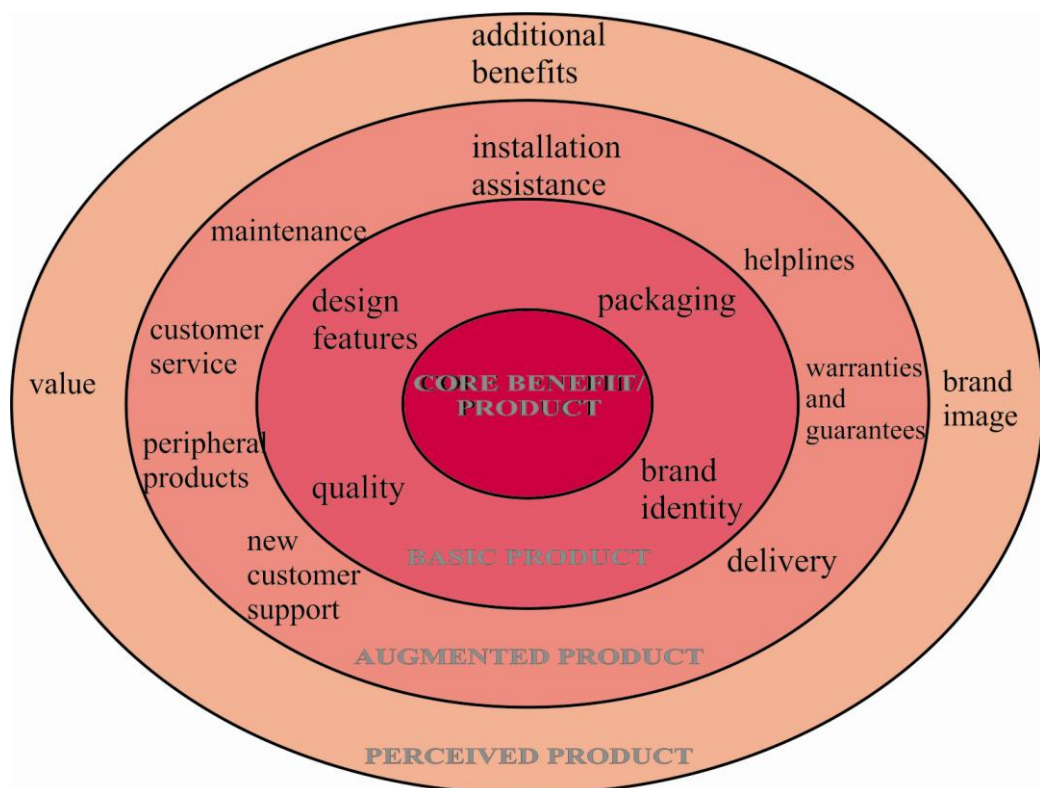 additional
benefits
installation
assistance
maintenance
helplines
design
features
packaging
customer
service
value
CORE BENEFIT/
PRODUCT
warranties
and
guarantees
brand
image
peripheral
products
quality
brand
identity
new
customer
support
BASIC PRODUCT
delivery
AUGMENTED PRODUCT
PERCEIVED PRODUCT